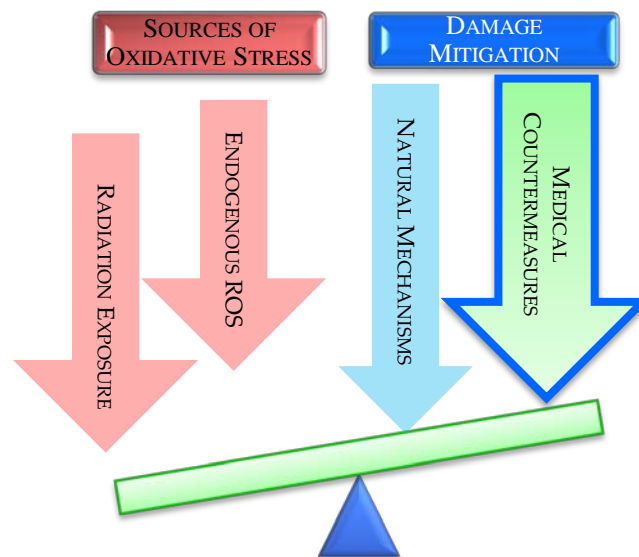 SOURCES OF
OXIDATIVE STRESS
DAMAGE
MITIGATION
RADIATION EXPOSURE
ENDOGENOUS ROS
NATURAL MECHANISMS
MEDICAL
COUNTERMEASURES